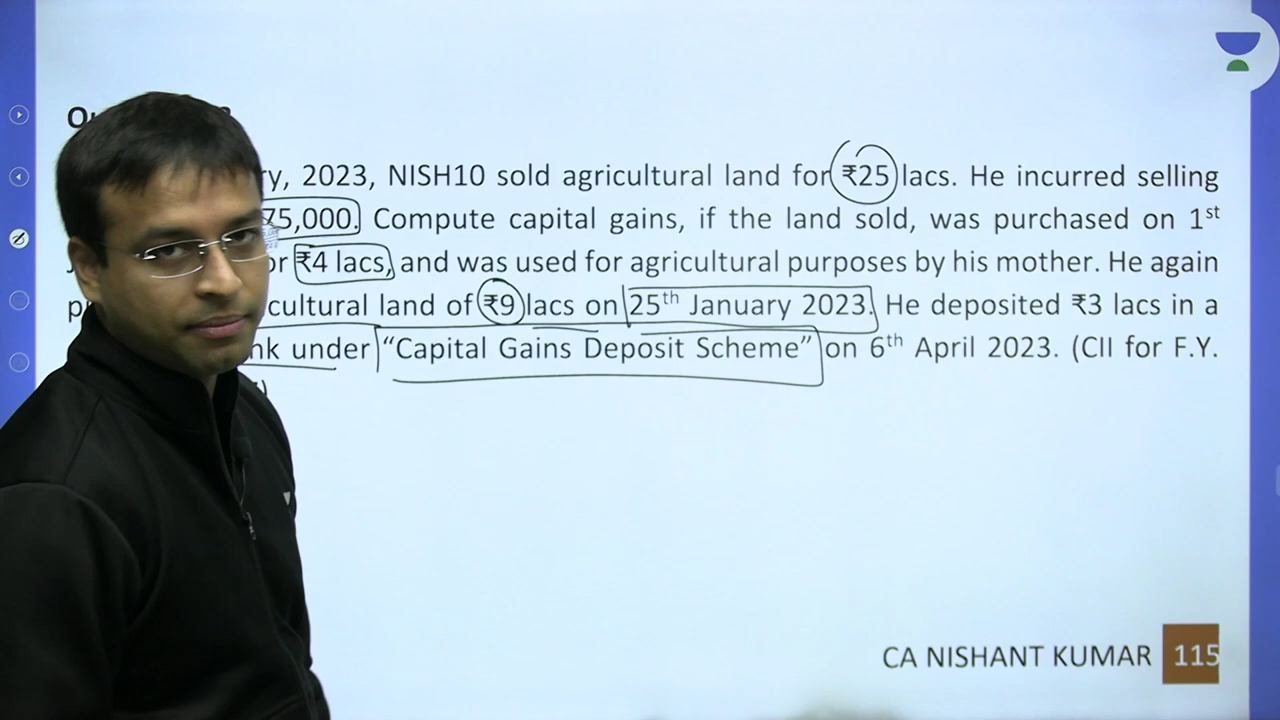 ry, 2023, NISH10 sold agricultural land for ₹25 lacs. He incurred selling
75,000. Compute capital gains, if the land sold, was purchased on 1st
₹4 lacs, and was used for agricultural purposes by his mother. He again
cultural land of ₹9 lacs on 25th January 2023. He deposited ₹3 lacs in a
nk under “Capital Gains Deposit Scheme” on 6th April 2023. (CII for F.Y.
CA NISHANT KUMAR 115